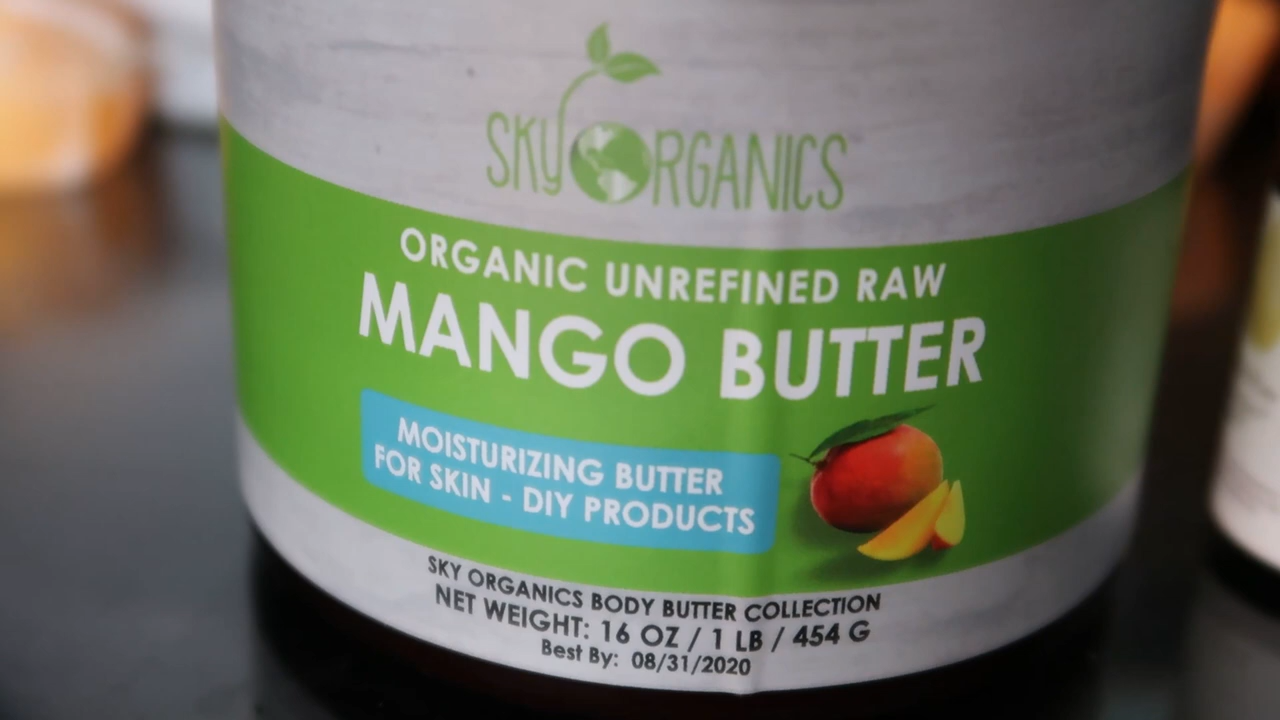 SKY ORGANICS
ORGANIC UNREFINED RAW
MANGO BUTTER
MOISTURIZING BUTTER
FOR SKIN - DIY PRODUCTS
SKY ORGANICS BODY BUTTER COLLECTION
NET WEIGHT: 16 OZ / 1 LB / 454 G
Best By: 08/31/2020